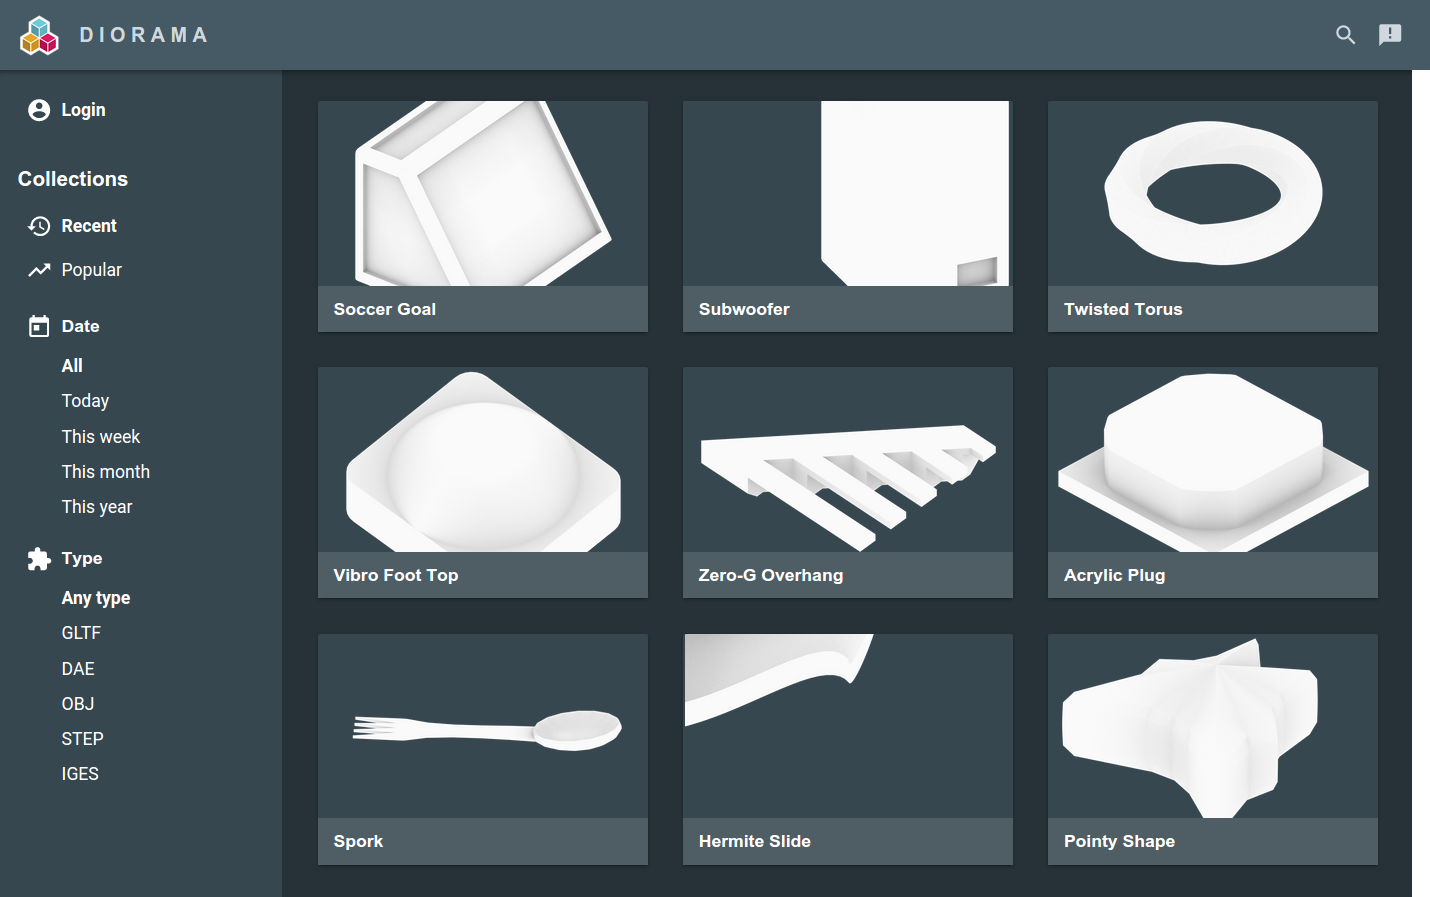 DIORAMA
Login
Collections
Recent
Popular
Date
All
Today
This week
This month
This year
Type
Any type
GLTF
DAE
OBJ
STEP
IGES
Soccer Goal
Subwoofer
Twisted Torus
Vibro Foot Top
Zero-G Overhang
Acrylic Plug
Spork
Hermite Slide
Pointy Shape